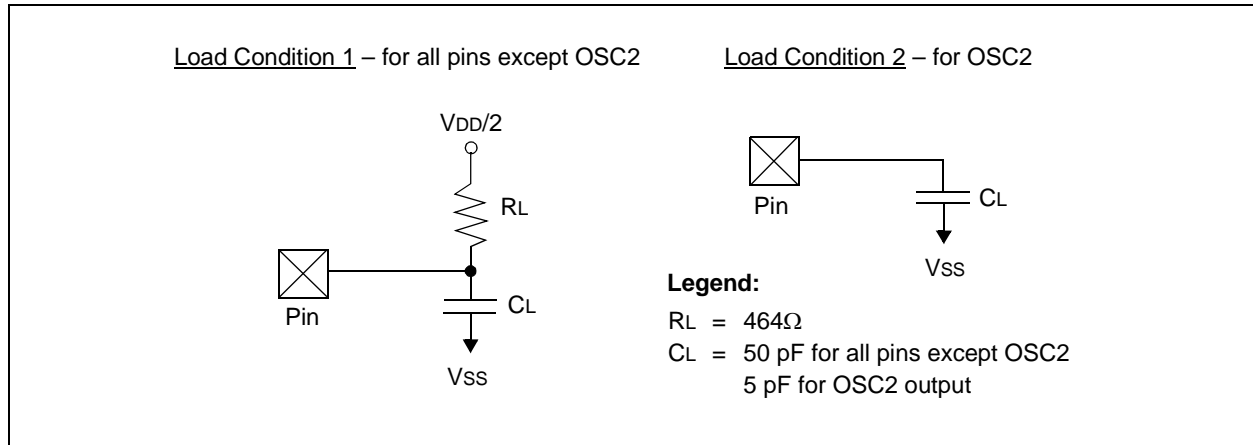 Load Condition 1 – for all pins except OSC2
VDD/2
RL
Pin
CL
VSS
Load Condition 2 – for OSC2
Pin
CL
VSS
Legend:
RL = 464Ω
CL = 50 pF for all pins except OSC2
5 pF for OSC2 output